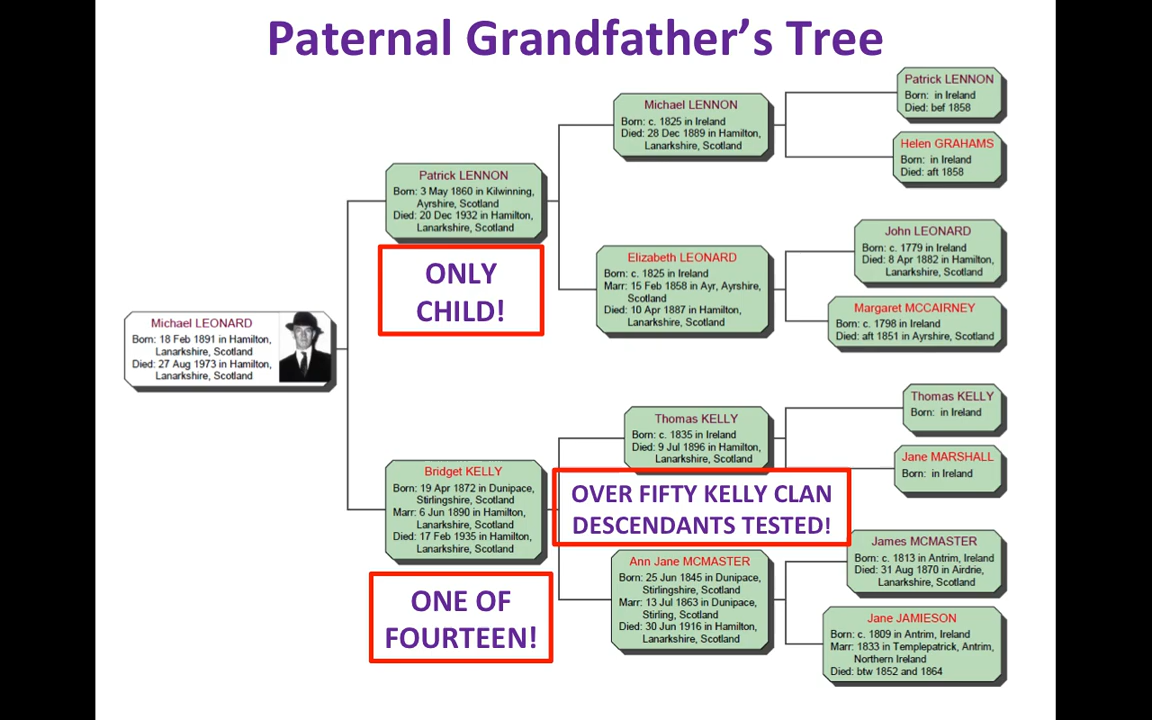 Paternal Grandfather's Tree
Michael LEONARD
Born: 18 Feb 1891 in Hamilton,
Lanarkshire, Scotland
Died: 27 Aug 1973 in Hamilton,
Lanarkshire, Scotland
Patrick LENNON
Born: 3 May 1860 in Kilwinning,
Ayrshire, Scotland
Died: 20 Dec 1932 in Hamilton,
Lanarkshire, Scotland
ONLY
CHILD!
Bridget KELLY
Born: 19 Apr 1872 in Dunipace,
Stirlingshire, Scotland
Marr: 6 Jun 1890 in Hamilton,
Lanarkshire, Scotland
Died: 17 Feb 1935 in Hamilton,
Lanarkshire, Scotland
ONE OF
FOURTEEN!
Michael LENNON
Born: c. 1825 in Ireland
Died: 28 Dec 1889 in Hamilton,
Lanarkshire, Scotland
Elizabeth LEONARD
Born: c. 1825 in Ireland
Marr: 15 Feb 1858 in Ayr, Ayrshire,
Scotland
Died: 10 Apr 1887 in Hamilton,
Lanarkshire, Scotland
Thomas KELLY
Born: c. 1835 in Ireland
Died: 9 Jul 1896 in Hamilton,
Lanarkshire, Scotland
OVER FIFTY KELLY CLAN
DESCENDANTS TESTED!
Ann Jane MCMASTER
Born: 25 Jun 1845 in Dunipace,
Stirlingshire, Scotland
Marr: 13 Jul 1863 in Dunipace,
Stirling, Scotland
Died: 30 Jun 1916 in Hamilton,
Lanarkshire, Scotland
Patrick LENNON
Born: in Ireland
Died: bef 1858
Helen GRAHAMS
Born: in Ireland
Died: aft 1858
John LEONARD
Born: c. 1779 in Ireland
Died: 8 Apr 1882 in Hamilton,
Lanarkshire, Scotland
Margaret MCCAIRNEY
Born: c. 1798 in Ireland
Died: aft 1851 in Ayrshire, Scotland
Thomas KELLY
Born: in Ireland
Jane MARSHALL
Born: in Ireland
James MCMASTER
Born: c. 1813 in Antrim, Ireland
Died: 31 Aug 1870 in Airdrie,
Lanarkshire, Scotland
Jane JAMIESON
Born: c. 1809 in Antrim, Ireland
Marr: 1833 in Templepatrick, Antrim,
Northern Ireland
Died: btw 1852 and 1864